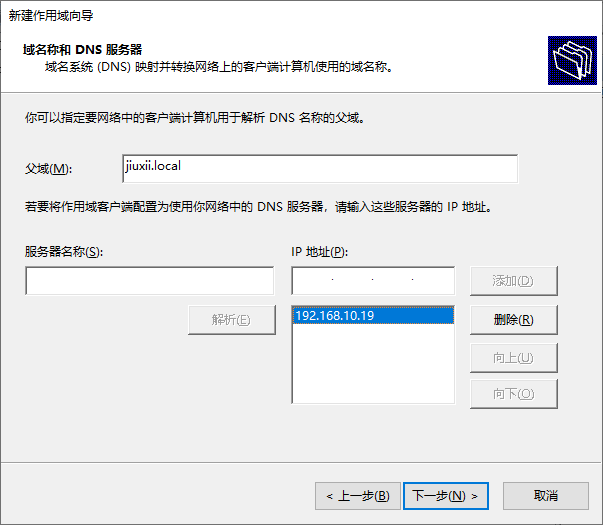 新建作用域向导
域名称和 DNS 服务器
域名系统 (DNS) 映射并转换网络上的客户端计算机使用的域名称。
你可以指定要网络中的客户端计算机用于解析 DNS 名称的父域。
父域(M): jiuxii.local
若要将作用域客户端配置为使用你网络中的 DNS 服务器，请输入这些服务器的 IP 地址。
服务器名称(S): IP 地址(P):
. . . 添加(D)
解析(E) 192.168.10.19 删除(R)
向上(U)
向下(O)
< 上一步(B) 下一步(N) > 取消